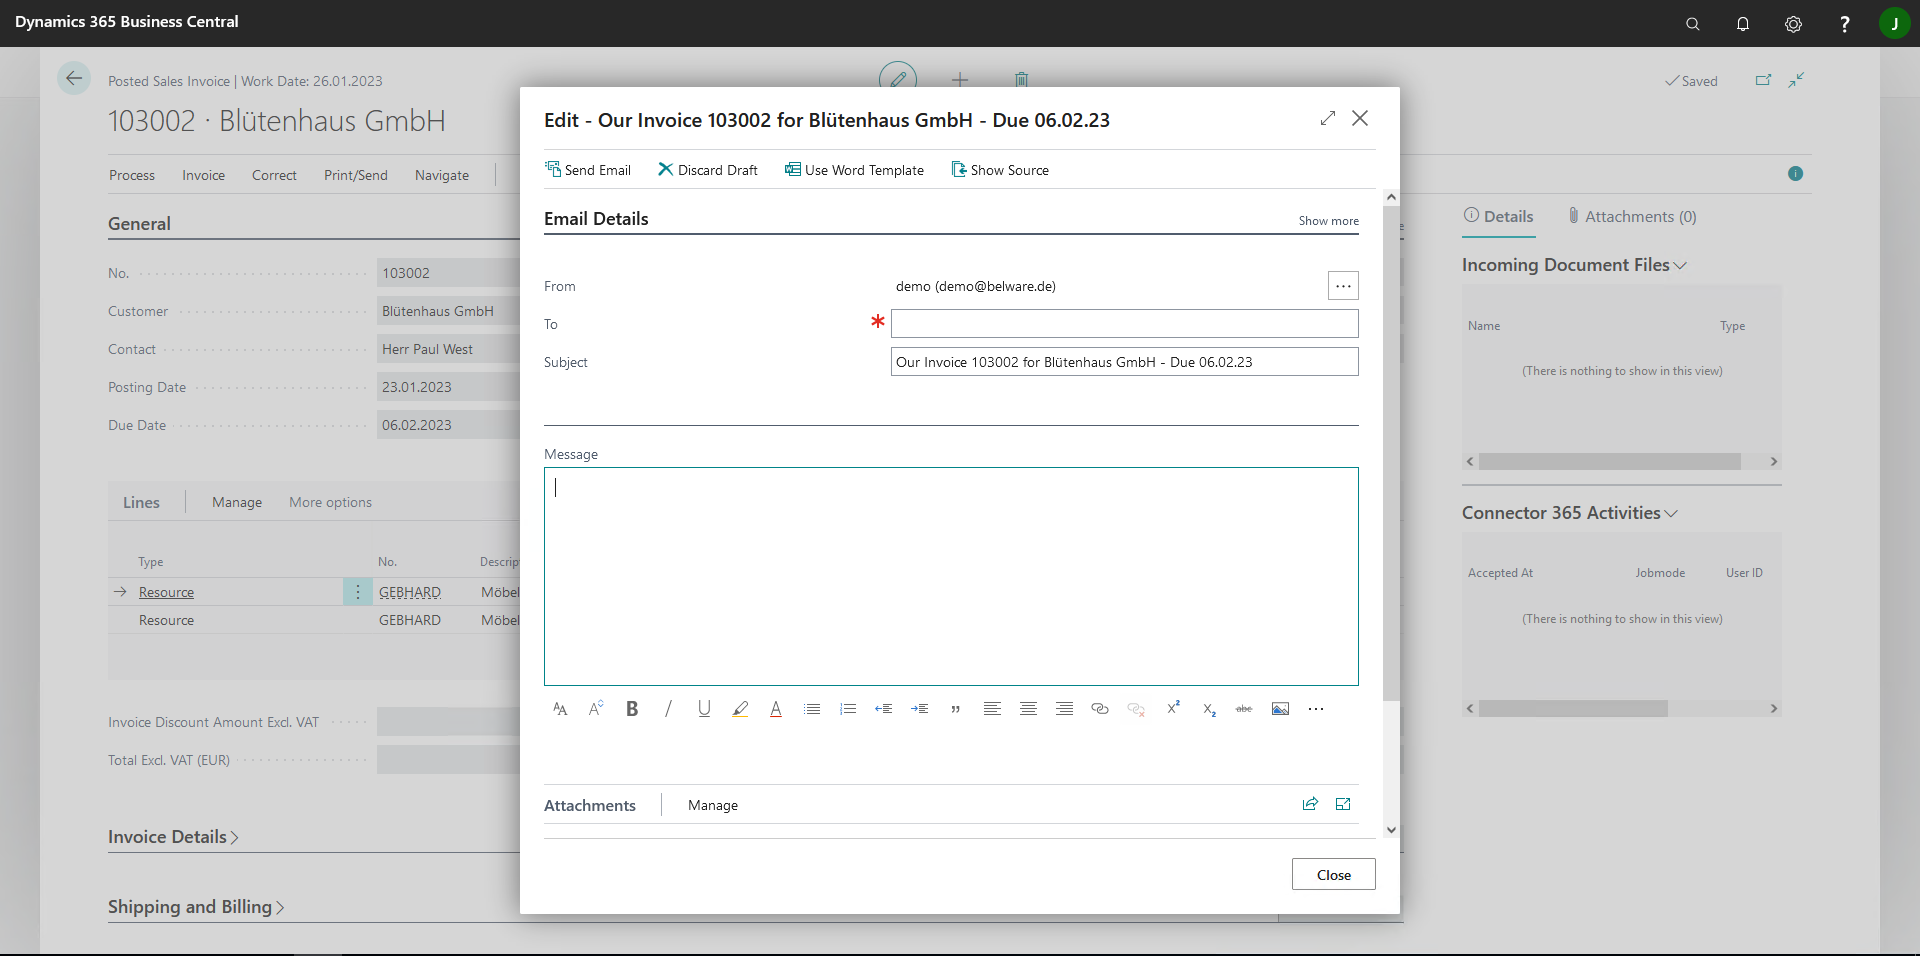 Dynamics 365 Business Central
?
J
Posted Sales Invoice | Work Date: 26.01.2023
Saved
103002 · Blütenhaus GmbH
Process Invoice Correct Print/Send Navigate
General
No. 103002
Customer Blütenhaus GmbH
Contact Herr Paul West
Posting Date 23.01.2023
Due Date 06.02.2023
Lines Manage More options
Type No. Descrip
Resource GEBHARD Möbel
Resource GEBHARD Möbel
Invoice Discount Amount Excl. VAT
Total Excl. VAT (EUR)
Invoice Details
Shipping and Billing
Edit - Our Invoice 103002 for Blütenhaus GmbH - Due 06.02.23
Send Email Discard Draft Use Word Template Show Source
Email Details Show more
From demo (demo@belware.de) ...
To *
Subject Our Invoice 103002 for Blütenhaus GmbH - Due 06.02.23
Message
AA A B / U A " X² X₂ abc ...
Attachments Manage
Close
Details Attachments (0)
Incoming Document Files
Name Type
(There is nothing to show in this view)
Connector 365 Activities
Accepted At Jobmode User ID
(There is nothing to show in this view)